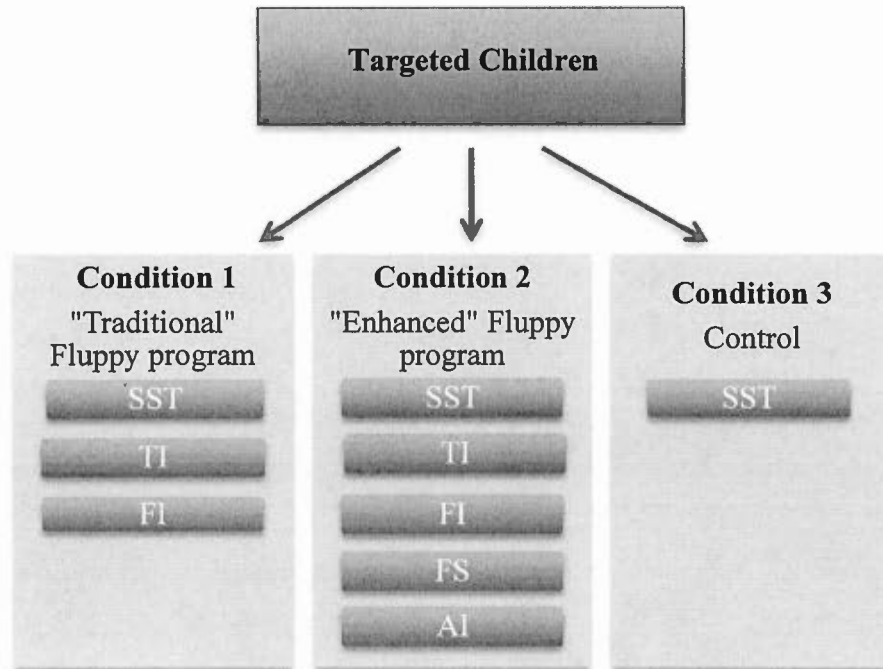 Targeted Children
Condition 1
"Traditional"
Fluppy program
SST
TI
FI
Condition 2
"Enhanced" Fluppy
program
SST
TI
FI
FS
AI
Condition 3
Control
SST